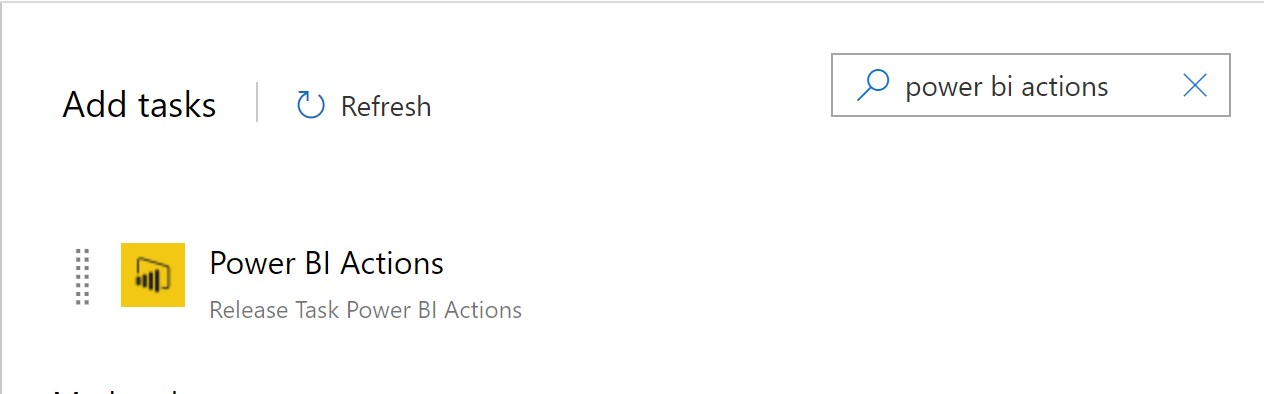 Add tasks
Refresh
power bi actions
Power BI Actions
Release Task Power BI Actions